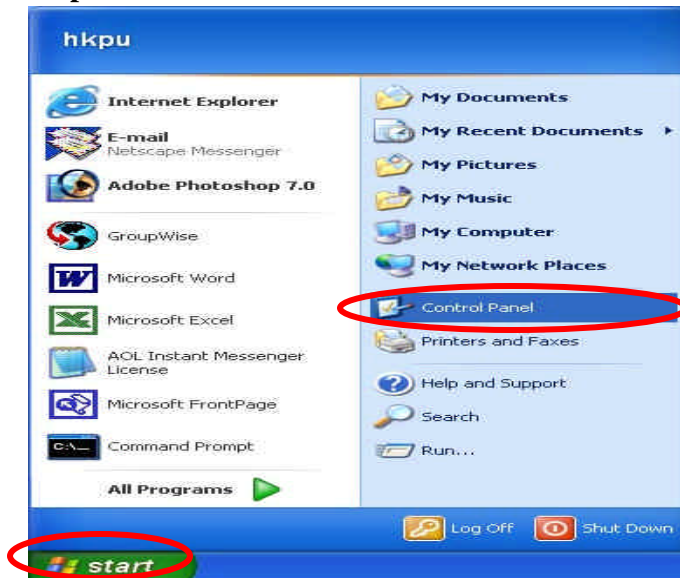 hkpu
Internet Explorer
E-mail
Netscape Messenger
Adobe Photoshop 7.0
GroupWise
Microsoft Word
Microsoft Excel
AOL Instant Messenger
License
Microsoft FrontPage
Command Prompt
All Programs
My Documents
My Recent Documents
My Pictures
My Music
My Computer
My Network Places
Control Panel
Printers and Faxes
Help and Support
Search
Run...
Log Off
Shut Down
start